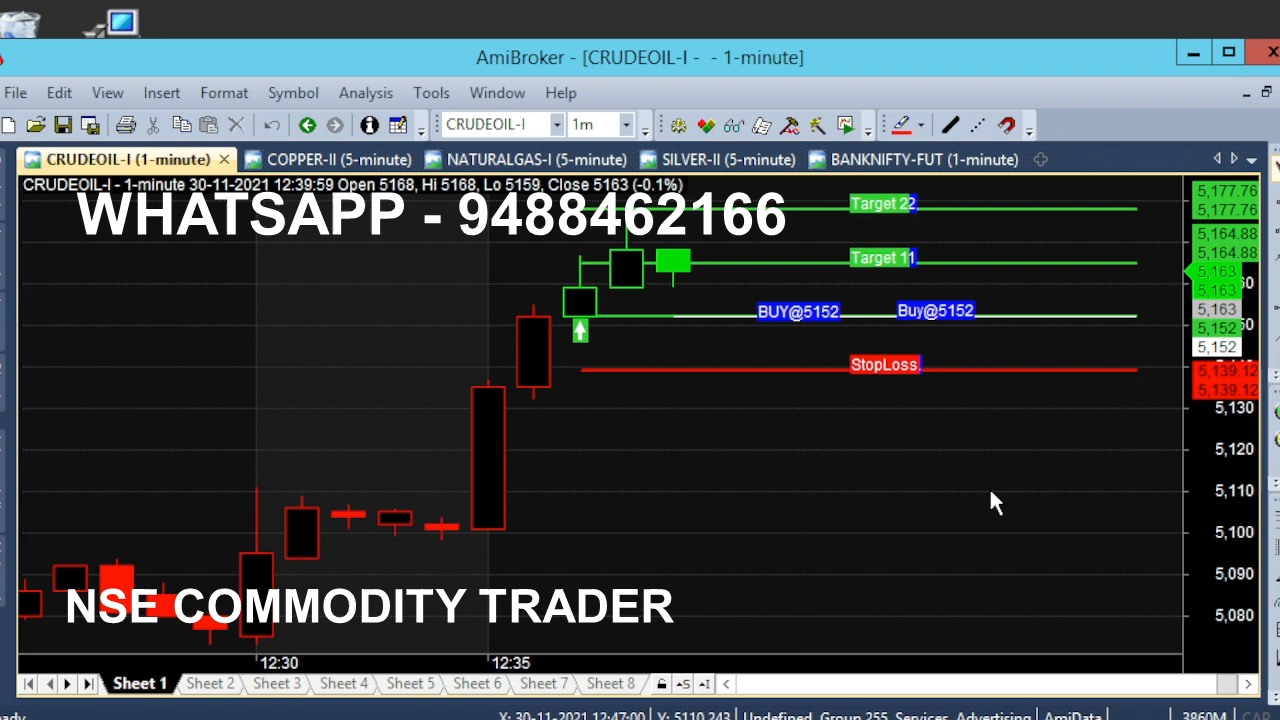 AmiBroker - [CRUDEOIL-I - - 1-minute]
File Edit View Insert Format Symbol Analysis Tools Window Help
CRUDEOIL-I 1m
CRUDEOIL-I (1-minute) COPPER-II (5-minute) NATURALGAS-I (5-minute) SILVER-II (5-minute) BANKNIFTY-FUT (1-minute)
CRUDEOIL-I - 1-minute 30-11-2021 12:39:59 Open 5168, Hi 5168, Lo 5159, Close 5163 (-0.1%)
WHATSAPP - 9488462166
Target 22
5,177.76
5,177.76
5,164.88
Target 11
5,164.88
5,163
5,163
5,163
BUY@5152 Buy@5152
5,152
5,152
StopLoss
5,139.12
5,139.12
5,130
5,120
5,110
5,100
5,090
5,080
NSE COMMODITY TRADER
12:30 12:35
Sheet 1 Sheet 2 Sheet 3 Sheet 4 Sheet 5 Sheet 6 Sheet 7 Sheet 8
X: 30-11-2021 12:47:00 Y: 5110.243 Undefined, Group 255, Services, Advertising AmiData 3860M CAP